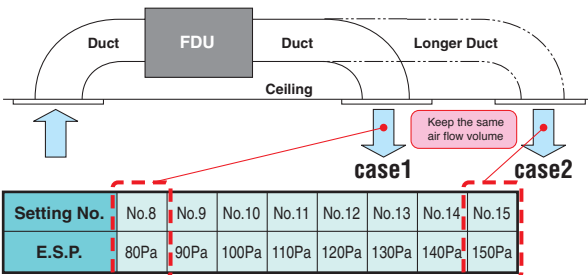 Duct FDU Duct Longer Duct
Ceiling
Keep the same
air flow volume
case1 case2
Setting No. No.8 No.9 No.10 No.11 No.12 No.13 No.14 No.15
E.S.P. 80Pa 90Pa 100Pa 110Pa 120Pa 130Pa 140Pa 150Pa